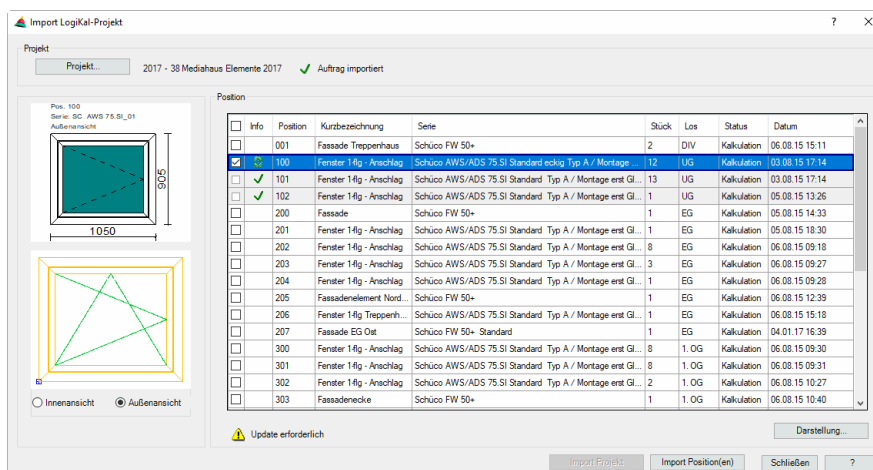 Import LogiKal-Projekt ? ×
Projekt
Projekt... 2017 - 38 Mediahaus Elemente 2017 Auftrag importiert
Pos. 100
Serie: SC AWS 75.SI_01
Außenansicht
905
1050
Innenansicht Außenansicht
Position
Info Position Kurzbezeichnung Serie Stück Los Status Datum
001 Fassade Treppenhaus Schüco FW 50+ 2 DIV Kalkulation 06.08.15 15:11
100 Fenster 1-flg - Anschlag Schüco AWS/ADS 75.SI Standard eckig Typ A / Montage ... 12 UG Kalkulation 03.08.15 17:14
101 Fenster 1-flg - Anschlag Schüco AWS/ADS 75.SI Standard Typ A / Montage erst Gl... 13 UG Kalkulation 03.08.15 17:14
102 Fenster 1-flg - Anschlag Schüco AWS/ADS 75.SI Standard Typ A / Montage erst Gl... 1 UG Kalkulation 05.08.15 13:26
200 Fassade Schüco FW 50+ 1 EG Kalkulation 05.08.15 14:33
201 Fenster 1-flg - Anschlag Schüco AWS/ADS 75.SI Standard Typ A / Montage erst Gl... 1 EG Kalkulation 05.08.15 18:30
202 Fenster 1-flg - Anschlag Schüco AWS/ADS 75.SI Standard Typ A / Montage erst Gl... 8 EG Kalkulation 06.08.15 09:18
203 Fenster 1-flg - Anschlag Schüco AWS/ADS 75.SI Standard Typ A / Montage erst Gl... 3 EG Kalkulation 06.08.15 09:27
204 Fenster 1-flg - Anschlag Schüco AWS/ADS 75.SI Standard Typ A / Montage erst Gl... 1 EG Kalkulation 06.08.15 09:28
205 Fassadenelement Nord... Schüco FW 50+ 1 EG Kalkulation 06.08.15 12:39
206 Fenster 1-flg Treppenh... Schüco AWS/ADS 75.SI Standard Typ A / Montage erst Gl... 1 EG Kalkulation 06.08.15 15:18
207 Fassade EG Ost Schüco FW 50+ Standard 1 EG Kalkulation 04.01.17 16:39
300 Fenster 1-flg - Anschlag Schüco AWS/ADS 75.SI Standard Typ A / Montage erst Gl... 8 1. OG Kalkulation 06.08.15 09:30
301 Fenster 1-flg - Anschlag Schüco AWS/ADS 75.SI Standard Typ A / Montage erst Gl... 8 1. OG Kalkulation 06.08.15 09:31
302 Fenster 1-flg - Anschlag Schüco AWS/ADS 75.SI Standard Typ A / Montage erst Gl... 2 1. OG Kalkulation 06.08.15 10:27
303 Fassadenecke Schüco FW 50+ 1 1. OG Kalkulation 06.08.15 10:40
Update erforderlich Darstellung...
Import Projekt Import Position(en) Schließen ?